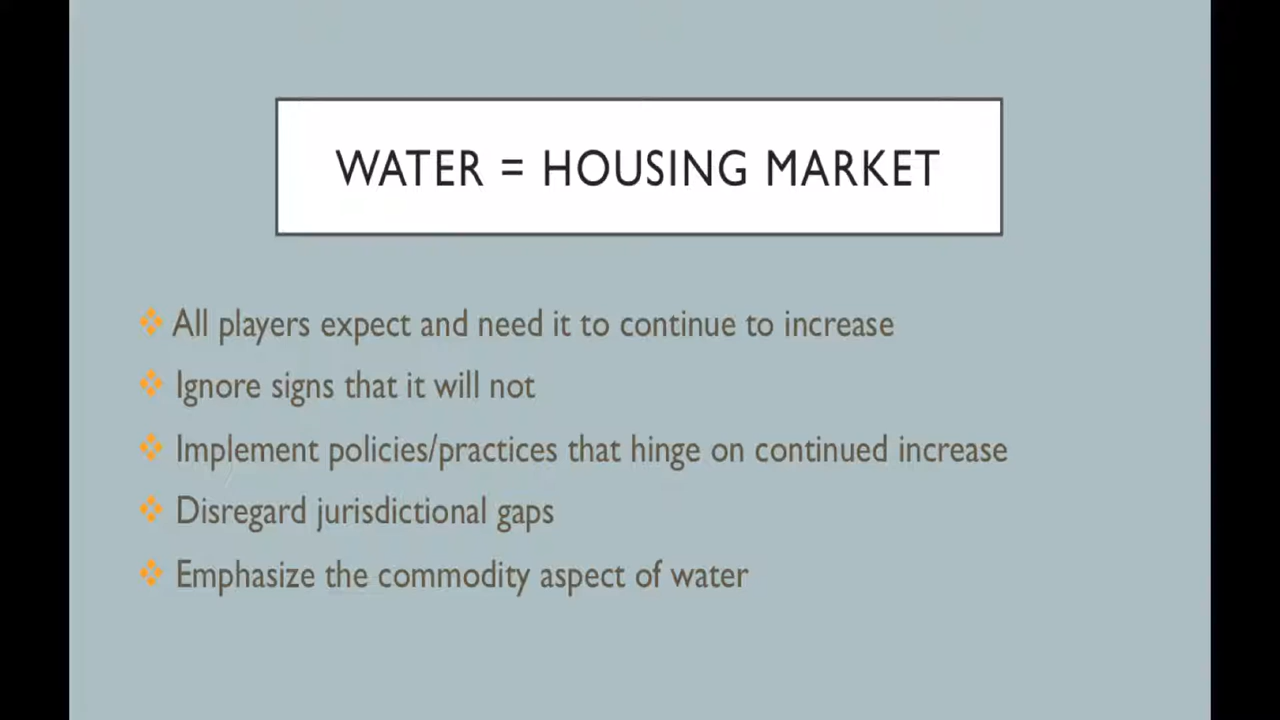 WATER = HOUSING MARKET
All players expect and need it to continue to increase
Ignore signs that it will not
Implement policies/practices that hinge on continued increase
Disregard jurisdictional gaps
Emphasize the commodity aspect of water